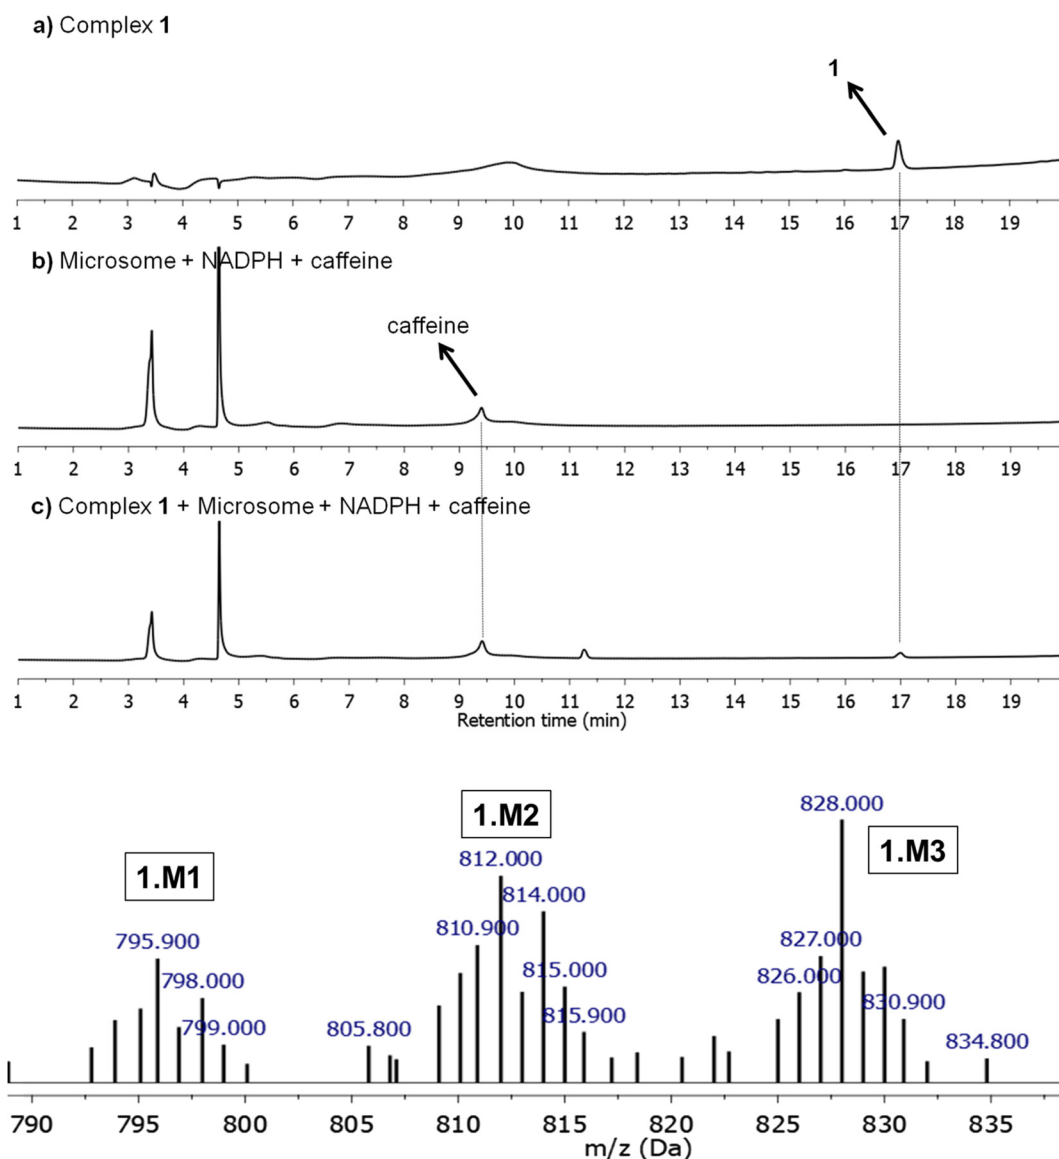 a) Complex 1
1
1 2 3 4 5 6 7 8 9 10 11 12 13 14 15 16 17 18 19
b) Microsome + NADPH + caffeine
caffeine
1 2 3 4 5 6 7 8 9 10 11 12 13 14 15 16 17 18 19
c) Complex 1 + Microsome + NADPH + caffeine
1 2 3 4 5 6 7 8 9 10 11 12 13 14 15 16 17 18 19
Retention time (min)
1.M1
795.900
798.000
799.000
805.800
1.M2
812.000
814.000
810.900
815.000
815.900
828.000
1.M3
827.000
826.000
830.900
834.800
790 795 800 805 810 815 820 825 830 835
m/z (Da)